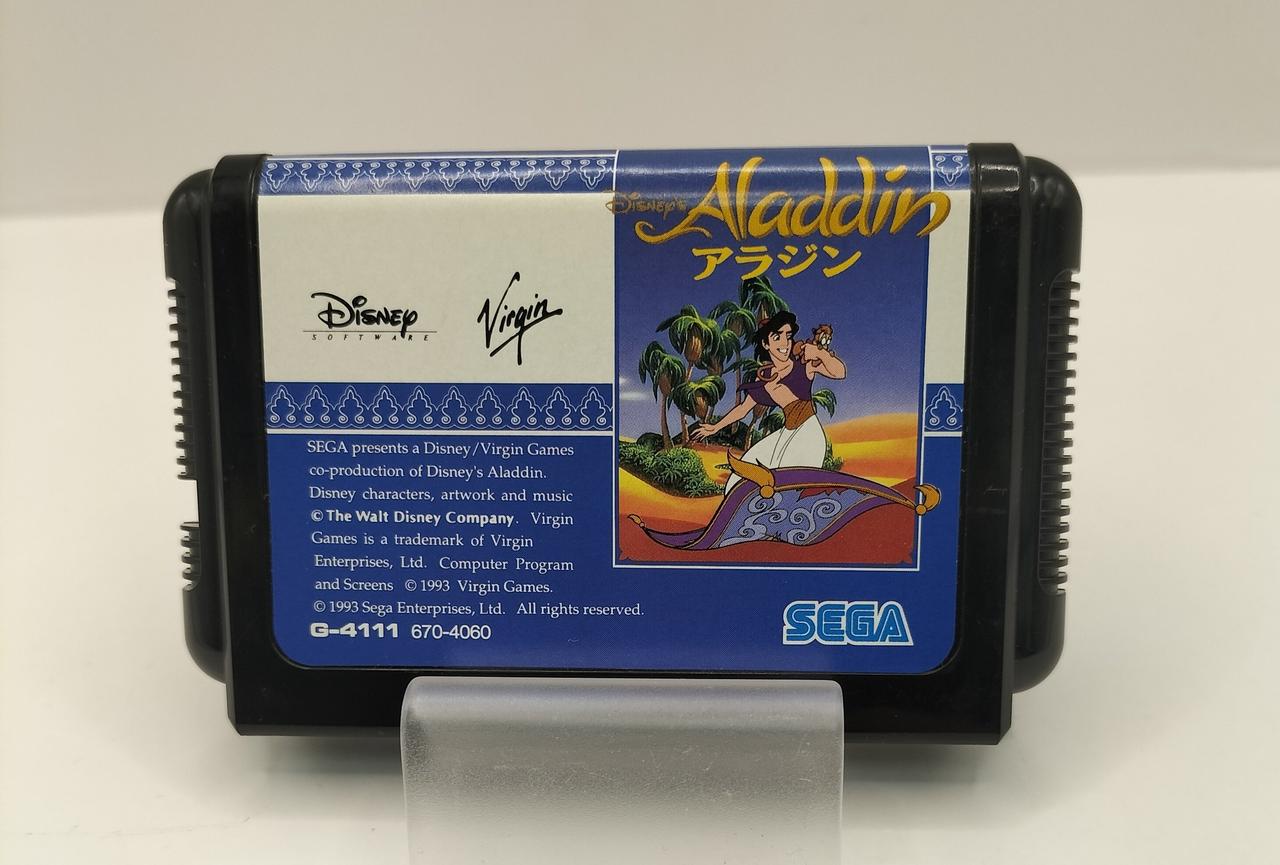 Disney's Aladdin
アラジン
Disney
SOFTWARE
Virgin
SEGA presents a Disney/Virgin Games
co-production of Disney's Aladdin.
Disney characters, artwork and music
© The Walt Disney Company. Virgin
Games is a trademark of Virgin
Enterprises, Ltd. Computer Program
and Screens © 1993 Virgin Games.
© 1993 Sega Enterprises, Ltd. All rights reserved.
G-4111 670-4060
SEGA